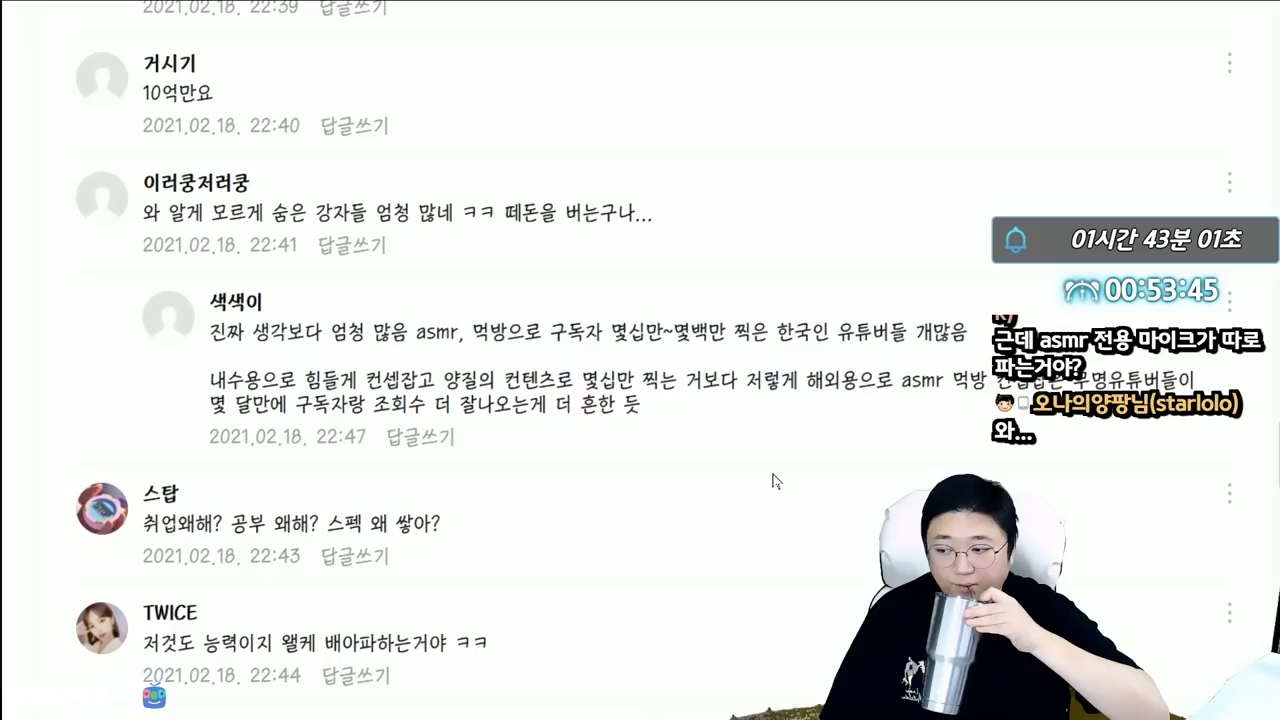 2021.02.18. 22:39 답글쓰기
거시기
10억만요
2021.02.18. 22:40 답글쓰기
이러쿵저러쿵
와 알게 모르게 숨은 강자들 엄청 많네 ㅋㅋ 떼돈을 버는구나...
2021.02.18. 22:41 답글쓰기
색색이
진짜 생각보다 엄청 많음 asmr, 먹방으로 구독자 몇십만~몇백만 찍은 한국인 유튜버들 개많음
내수용으로 힘들게 컨셉잡고 양질의 컨텐츠로 몇십만 찍는 거보다 저렇게 해외용으로 asmr 먹방 무명유튜버들이
몇 달만에 구독자랑 조회수 더 잘나오는게 더 흔한 듯
2021.02.18. 22:47 답글쓰기
스탑
취업왜해? 공부 왜해? 스펙 왜 쌓아?
2021.02.18. 22:43 답글쓰기
TWICE
저것도 능력이지 왤케 배아파하는거야 ㅋㅋ
2021.02.18. 22:44 답글쓰기
01시간 43분 01초
00:53:45
근데 asmr 전용 마이크가 따로
파는거야?
오나의양팡님(starlolo)
와...